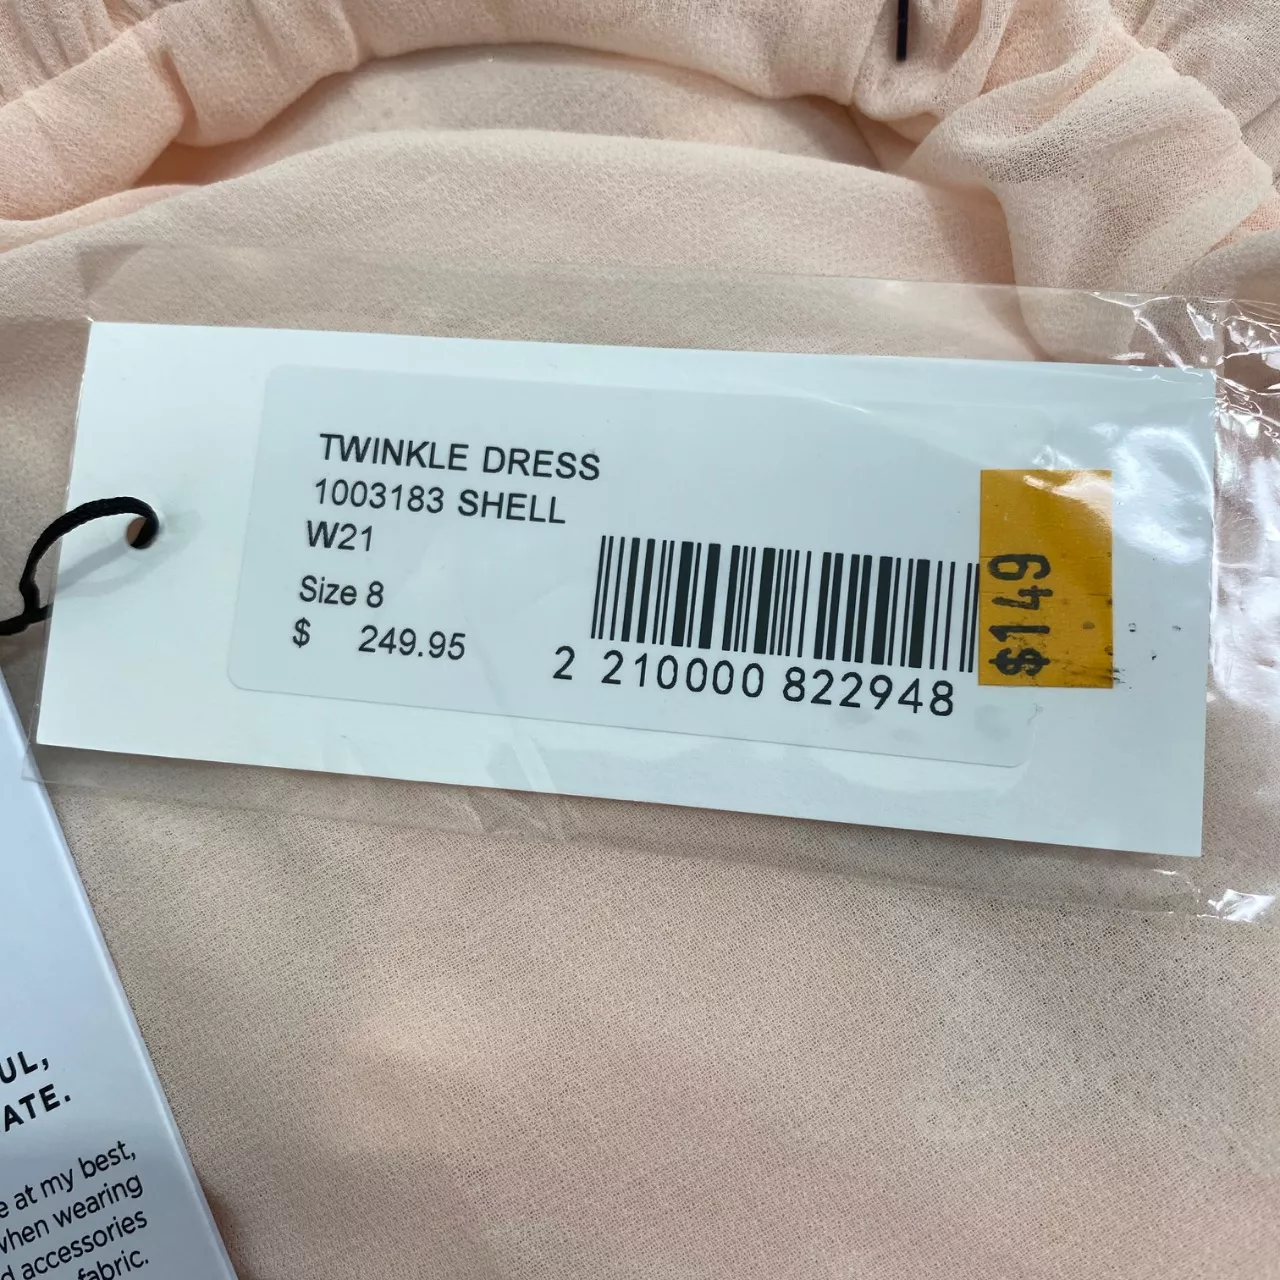 TWINKLE DRESS
1003183 SHELL
W21
Size 8
$ 249.95
2 210000 822948
$149
UL,
ATE.
e at my best,
when wearing
d accessories
fabric.